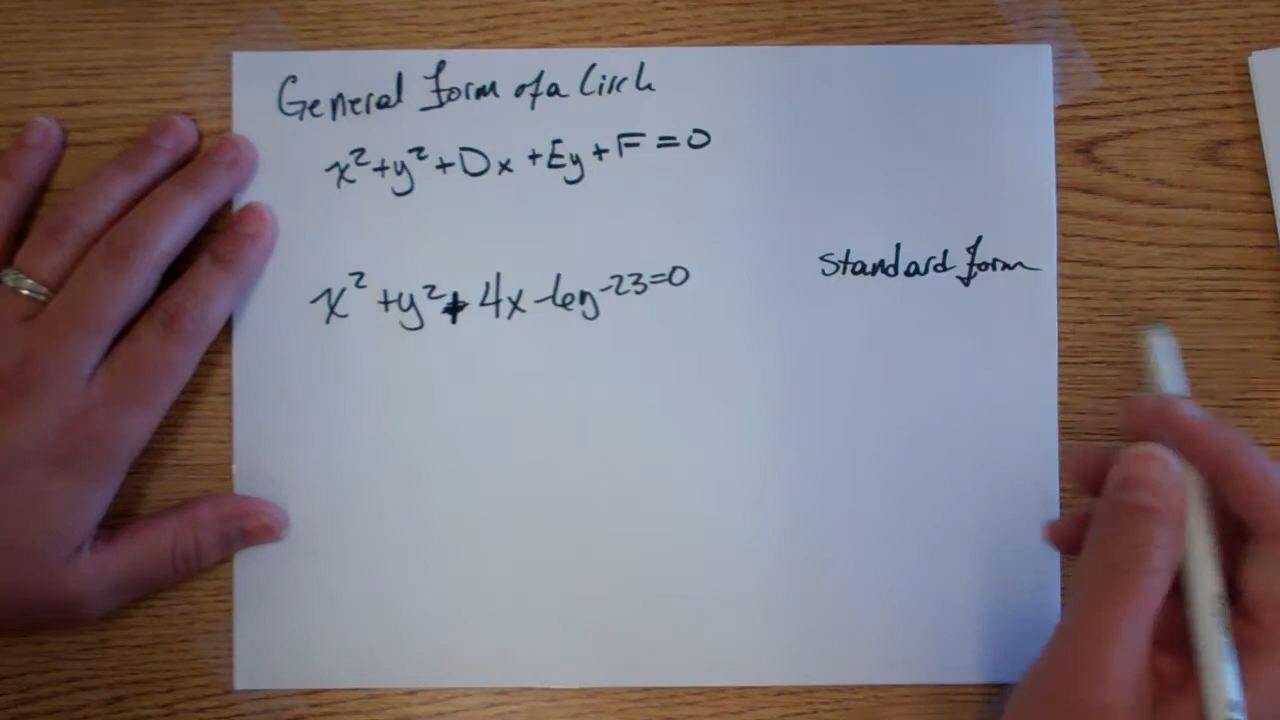 General form of a Circle
x²+y²+Dx+Ey+F=0
Standard form
x²+y²+4x-6y-23=0